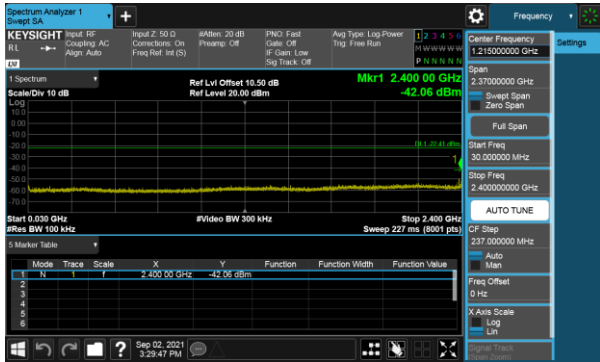 Spectrum Analyzer 1
Swept SA
Frequency
KEYSIGHT
RL
Input: RF
Coupling: AC
Align: Auto
Input Z: 50 Ω
Corrections: On
Freq Ref: Int (S)
#Atten: 20 dB
Preamp: Off
PNO: Fast
Gate: Off
IF Gain: Low
Sig Track: Off
Avg Type: Log-Power
Trig: Free Run
1 2 3 4 5 6
M W W W W W
P N N N N N
Center Frequency
1.215000000 GHz
Settings
Span
2.37000000 GHz
Swept Span
Zero Span
Full Span
Start Freq
30.000000 MHz
Stop Freq
2.400000000 GHz
AUTO TUNE
CF Step
237.000000 MHz
Auto
Man
Freq Offset
0 Hz
X Axis Scale
Log
Lin
Signal Track
(Span Zoom)
1 Spectrum
Scale/Div 10 dB
Ref Lvl Offset 10.50 dB
Ref Level 20.00 dBm
Mkr1 2.400 00 GHz
-42.06 dBm
Log
10.0
0.00
-10.0
-20.0
-30.0
-40.0
-50.0
-60.0
-70.0
DL1 -22.41 dBm
1
Start 0.030 GHz
#Res BW 100 kHz
#Video BW 300 kHz
Stop 2.400 GHz
Sweep 227 ms (8001 pts)
5 Marker Table
Mode Trace Scale X Y Function Function Width Function Value
1 N 1 f 2.400 00 GHz -42.06 dBm
2
3
4
5
6
?
Sep 02, 2021
3:29:47 PM